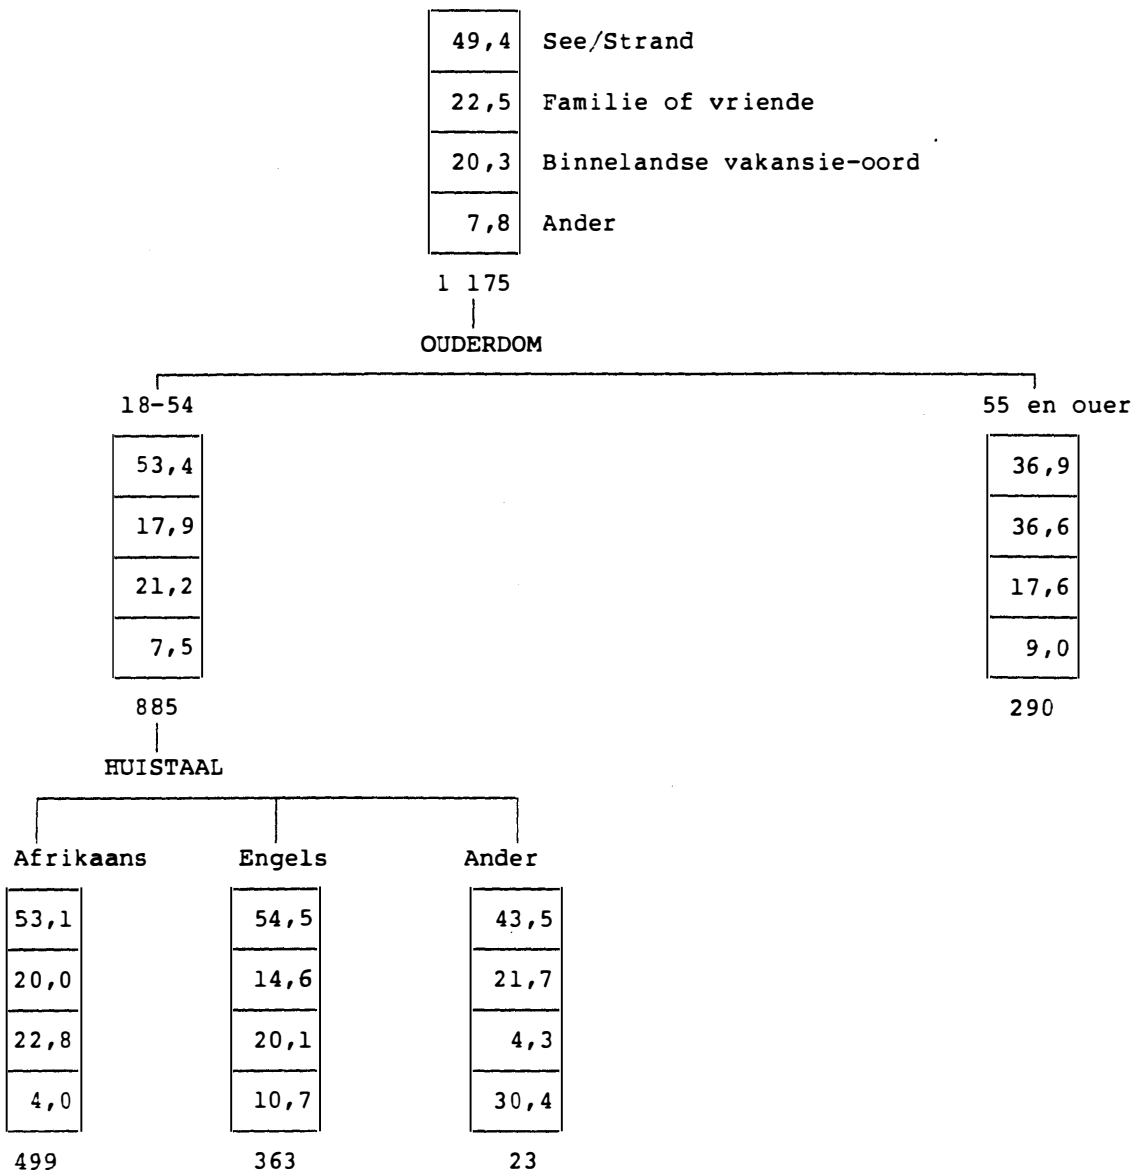 49,4 See/Strand
22,5 Familie of vriende
20,3 Binnelandse vakansie-oord
7,8 Ander
1 175
OUDERDOM
18-54 55 en ouer
53,4 36,9
17,9 36,6
21,2 17,6
7,5 9,0
885 290
HUISTAAL
Afrikaans Engels Ander
53,1 54,5 43,5
20,0 14,6 21,7
22,8 20,1 4,3
4,0 10,7 30,4
499 363 23